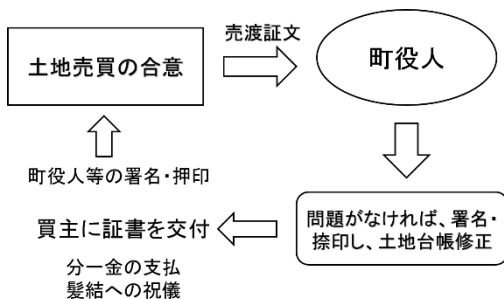 土地売買の合意
売渡証文
町役人
問題がなければ、署名・
捺印し、土地台帳修正
買主に証書を交付
分一金の支払
髪結への祝儀
町役人等の署名・押印